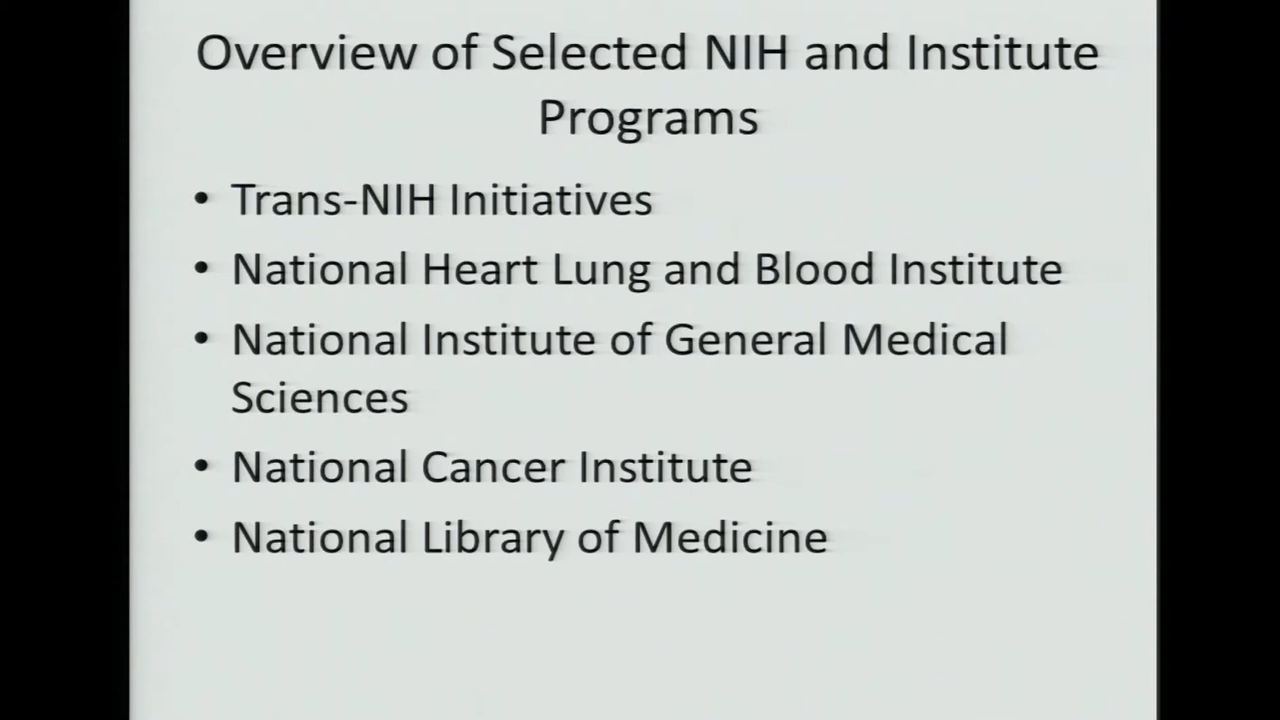 Overview of Selected NIH and Institute
Programs
• Trans-NIH Initiatives
• National Heart Lung and Blood Institute
• National Institute of General Medical
Sciences
• National Cancer Institute
• National Library of Medicine